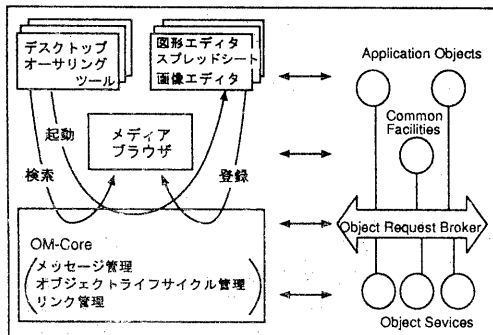 デスクトップ
オーサリング
ツール
図形エディタ
スプレッドシート
画像エディタ
Application Objects
起動
メディア
ブラウザ
Common
Facilities
検索
登録
Object Request Broker
OM-Core
メッセージ管理
オブジェクトライフサイクル管理
リンク管理
Object Sevices